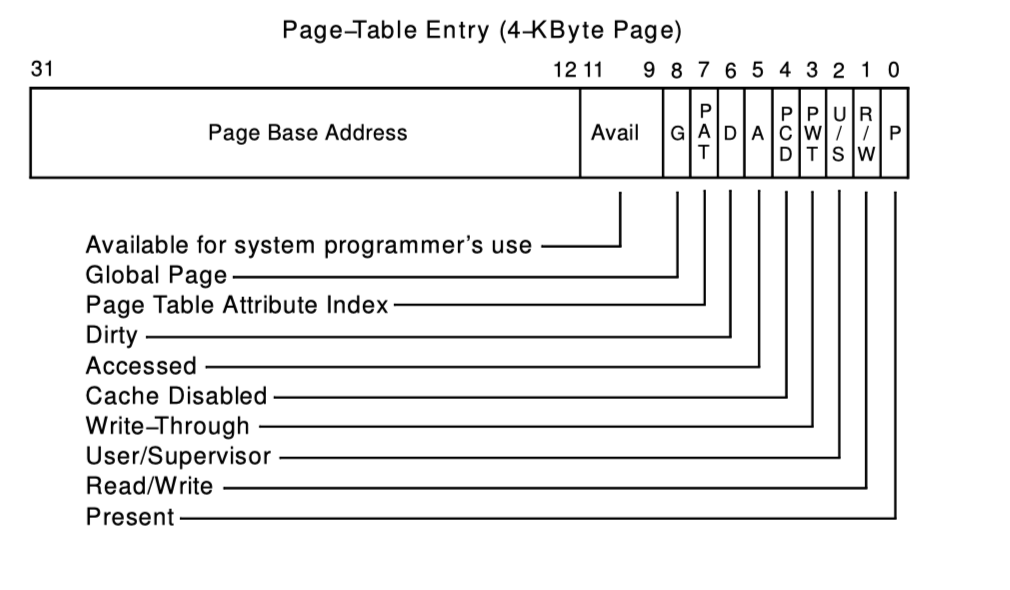 Page–Table Entry (4–KByte Page)
31 12 11 9 8 7 6 5 4 3 2 1 0
Page Base Address Avail G PAT D A PCD PWT U/S R/W P
Available for system programmer's use
Global Page
Page Table Attribute Index
Dirty
Accessed
Cache Disabled
Write–Through
User/Supervisor
Read/Write
Present